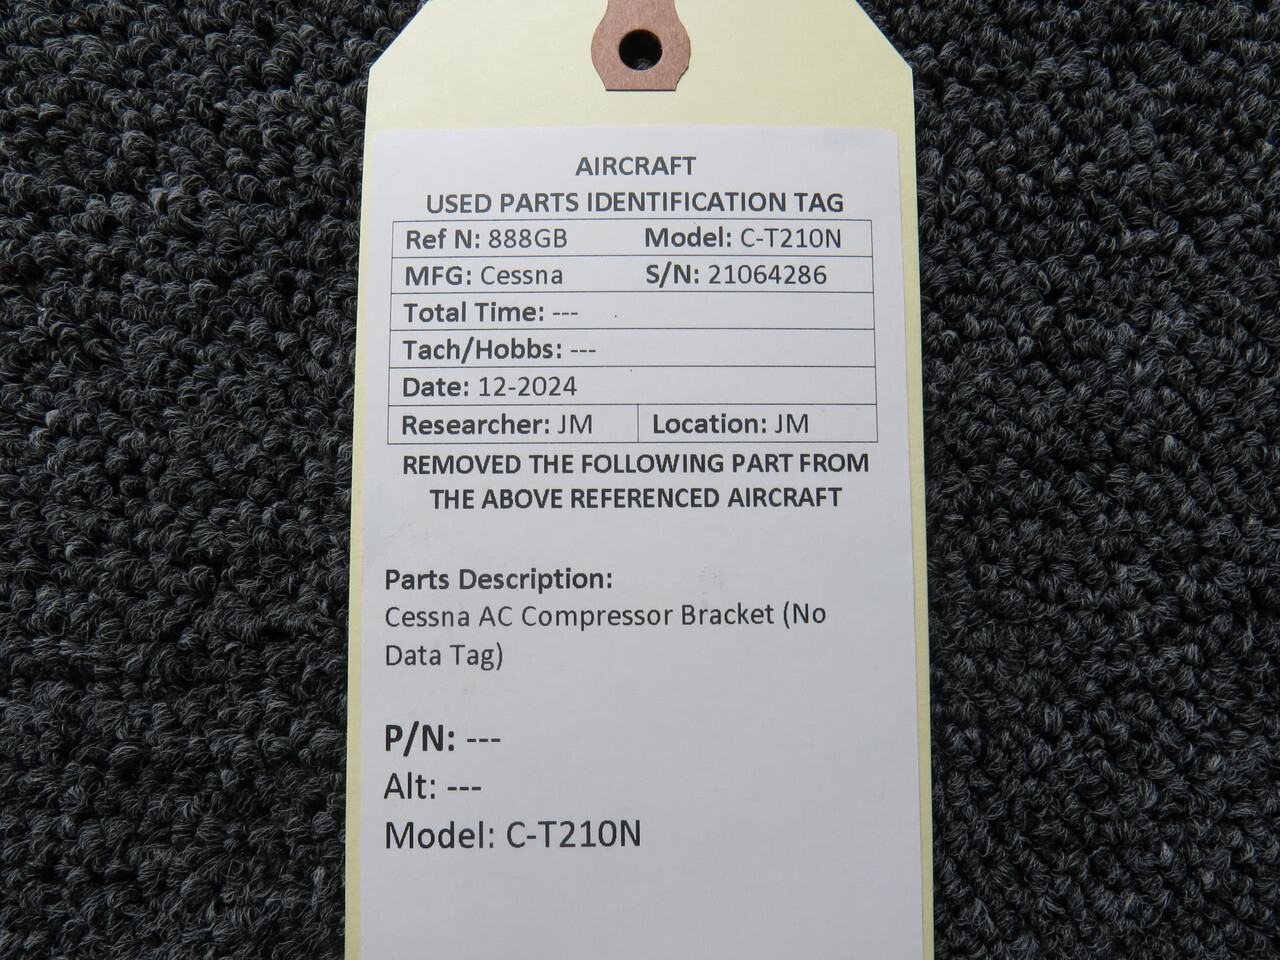 AIRCRAFT
USED PARTS IDENTIFICATION TAG
Ref N: 888GB Model: C-T210N
MFG: Cessna S/N: 21064286
Total Time: ---
Tach/Hobbs: ---
Date: 12-2024
Researcher: JM Location: JM
REMOVED THE FOLLOWING PART FROM
THE ABOVE REFERENCED AIRCRAFT
Parts Description:
Cessna AC Compressor Bracket (No
Data Tag)
P/N: ---
Alt: ---
Model: C-T210N